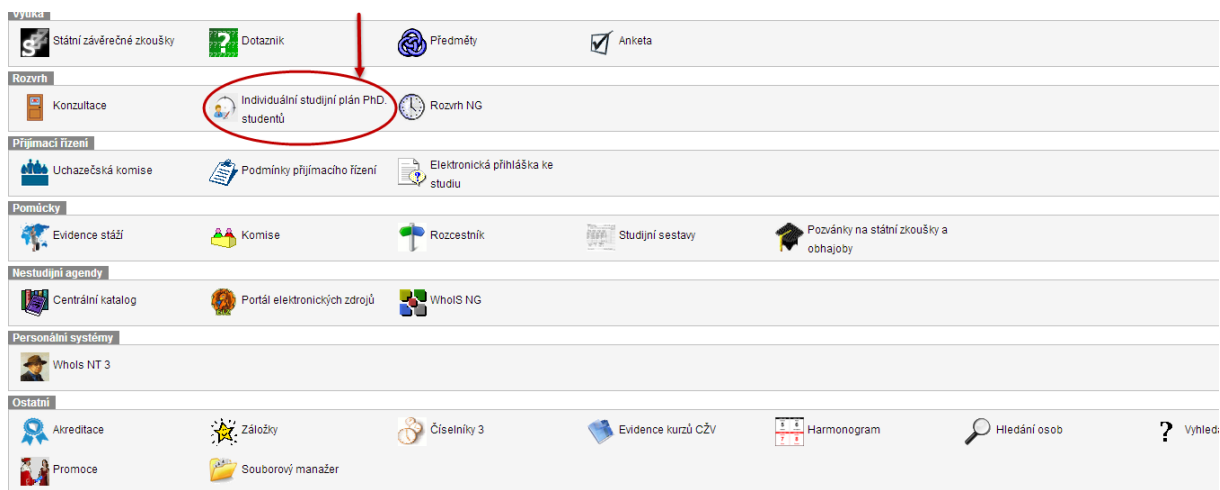 Výuka
Státní závěrečné zkoušky Dotaznik Předměty Anketa
Rozvrh
Konzultace Individuální studijní plán PhD. Rozvrh NG
studentů
Přijímací řízení
Uchazečská komise Podmínky přijímacího řízení Elektronická přihláška ke
studiu
Pomůcky
Evidence stáží Komise Rozcestník Studijní sestavy Pozvánky na státní zkoušky a
obhajoby
Nestudijní agendy
Centrální katalog Portál elektronických zdrojů WhoIS NG
Personální systémy
WhoIs NT 3
Ostatní
Akreditace Záložky Číselníky 3 Evidence kurzů CŽV Harmonogram Hledání osob Vyhled
Promoce Souborový manažer